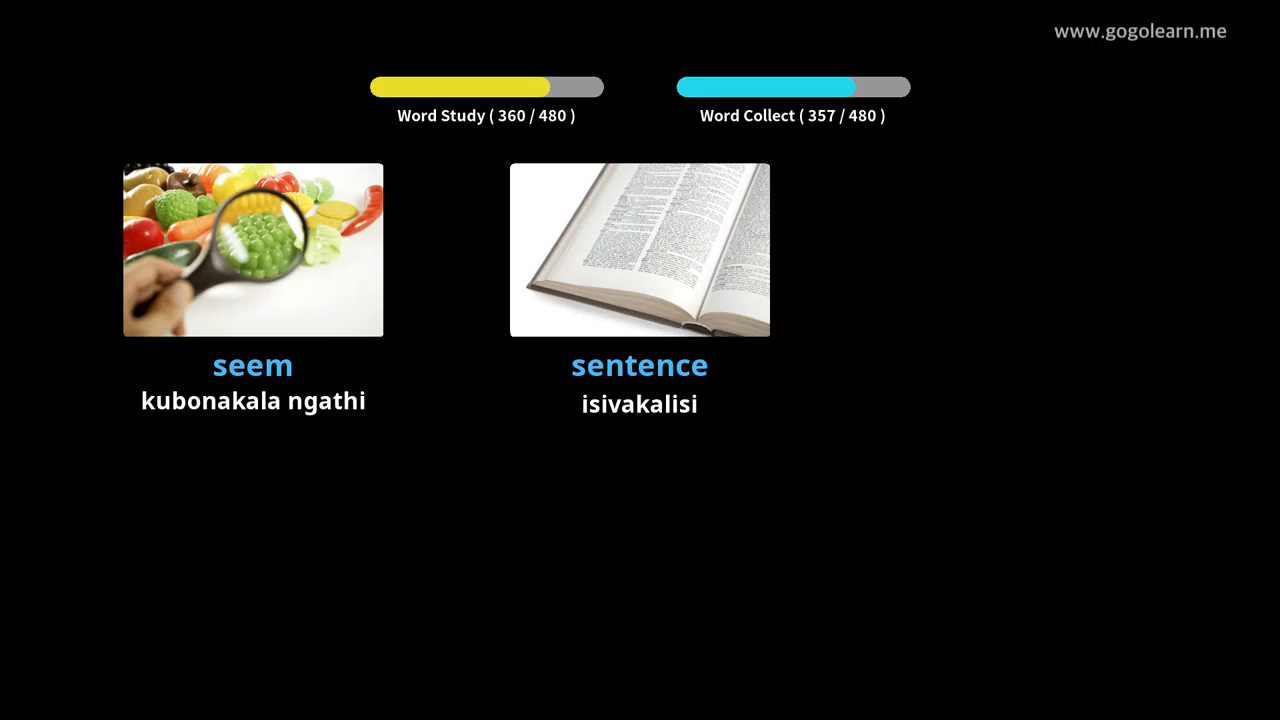 www.gogolearn.me
Word Study ( 360 / 480 )
Word Collect ( 357 / 480 )
seem
kubonakala ngathi
sentence
isivakalisi